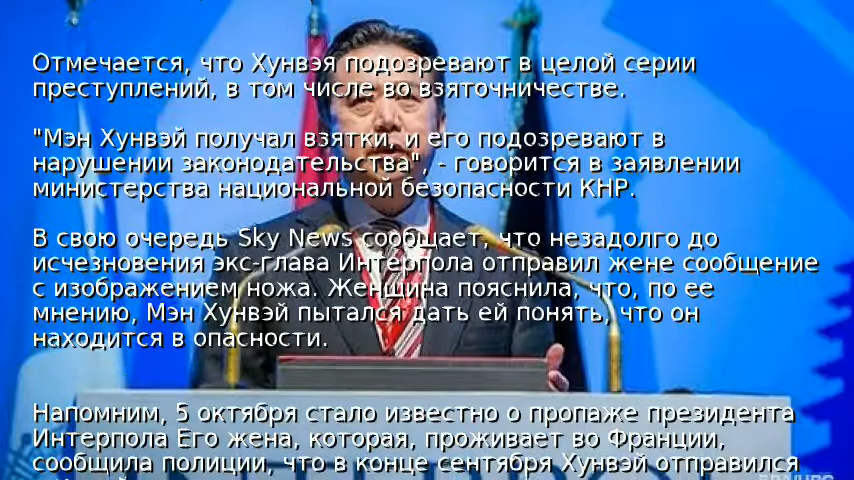 Отмечается, что Хунвэя подозревают в целой серии
преступлений, в том числе во взяточничестве.
"Мэн Хунвэй получал взятки, и его подозревают в
нарушении законодательства", - говорится в заявлении
министерства национальной безопасности КНР.
В свою очередь Sky News сообщает, что незадолго до
исчезновения экс-глава Интерпола отправил жене сообщение
с изображением ножа. Женщина пояснила, что, по ее
мнению, Мэн Хунвэй пытался дать ей понять, что он
находится в опасности.
Напомним, 5 октября стало известно о пропаже президента
Интерпола Его жена, которая, проживает во Франции,
сообщила полиции, что в конце сентября Хунвэй отправился